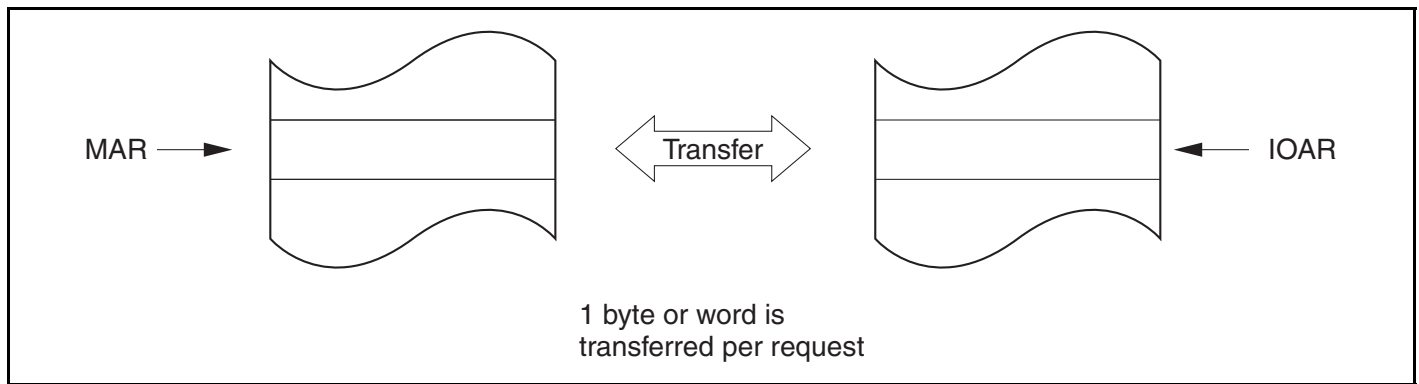 MAR
Transfer
IOAR
1 byte or word is
transferred per request